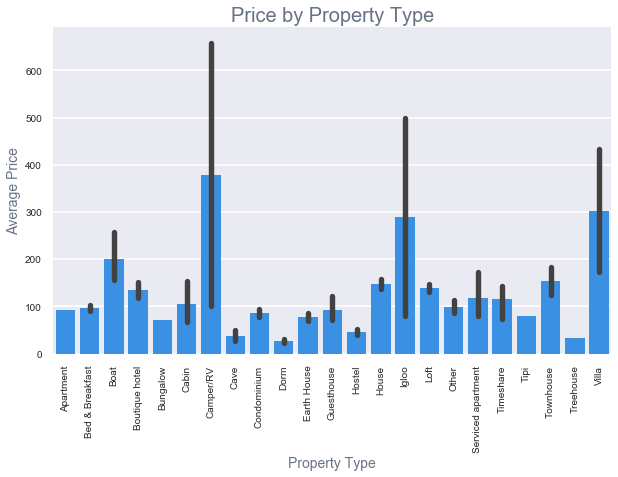 Price by Property Type
Average Price
600
500
400
300
200
100
0
Apartment
Bed & Breakfast
Boat
Boutique hotel
Bungalow
Cabin
Camper/RV
Cave
Condominium
Dorm
Earth House
Guesthouse
Hostel
House
Igloo
Loft
Other
Serviced apartment
Timeshare
Tipi
Townhouse
Treehouse
Villa
Property Type